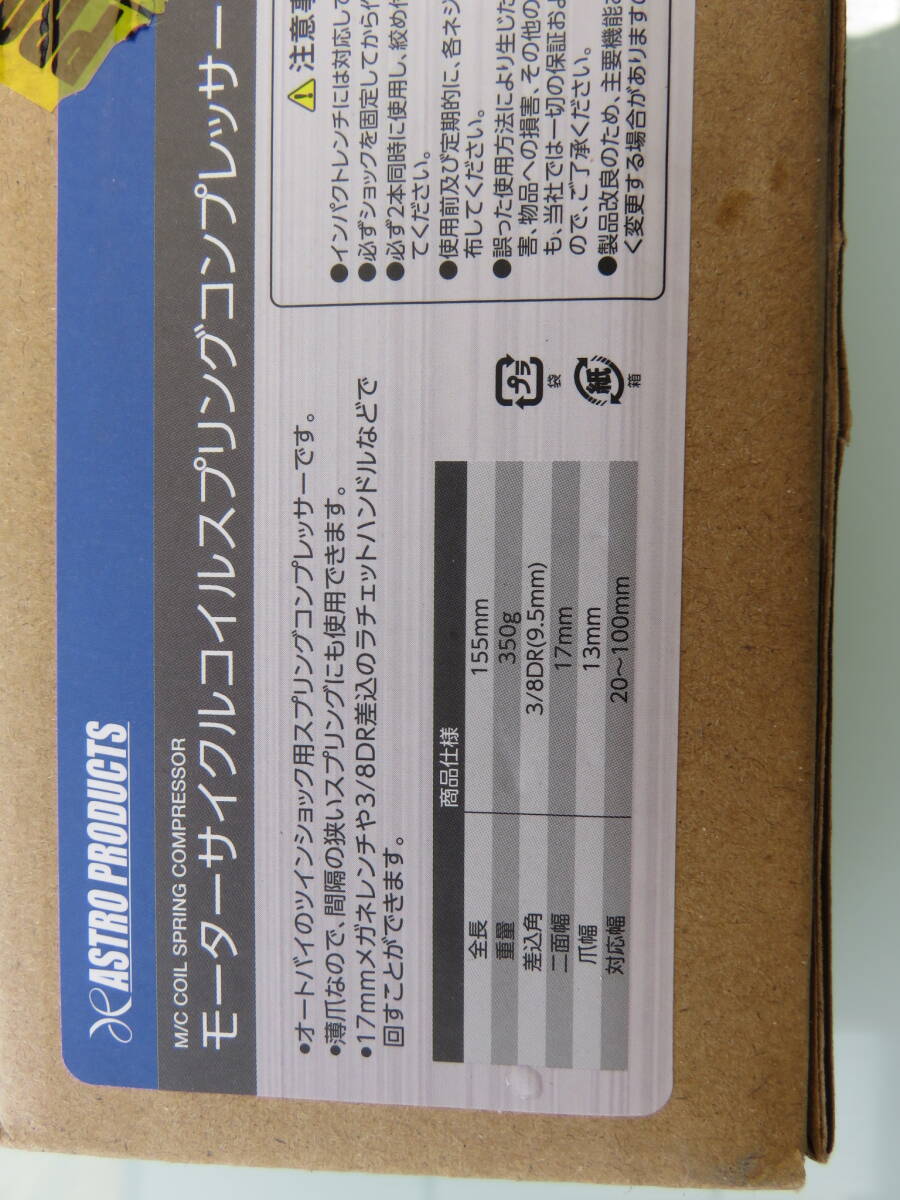 ASTRO PRODUCTS
M/C COIL SPRING COMPRESSOR
モーターサイクルコイルスプリングコンプレッサー
●オートバイのツインショック用スプリングコンプレッサーです。
●薄爪なので、間隔の狭いスプリングにも使用できます。
●17mmメガネレンチや3/8DR差込のラチェットハンドルなどで
回すことができます。
商品仕様
全長 155mm
重量 350g
差込角 3/8DR(9.5mm)
二面幅 17mm
爪幅 13mm
対応幅 20～100mm
プラ
袋
紙
箱
注意事
●インパクトレンチには対応して
●必ずショックを固定してから
●必ず2本同時に使用し、絞め
てください。
●使用前及び定期的に、各ネジ
布してください。
●誤った使用方法により生じた
害、物品への損害、その他の
も、当社では一切の保証お
ので、ご了承ください。
●製品改良のため、主要機能
く変更する場合があります